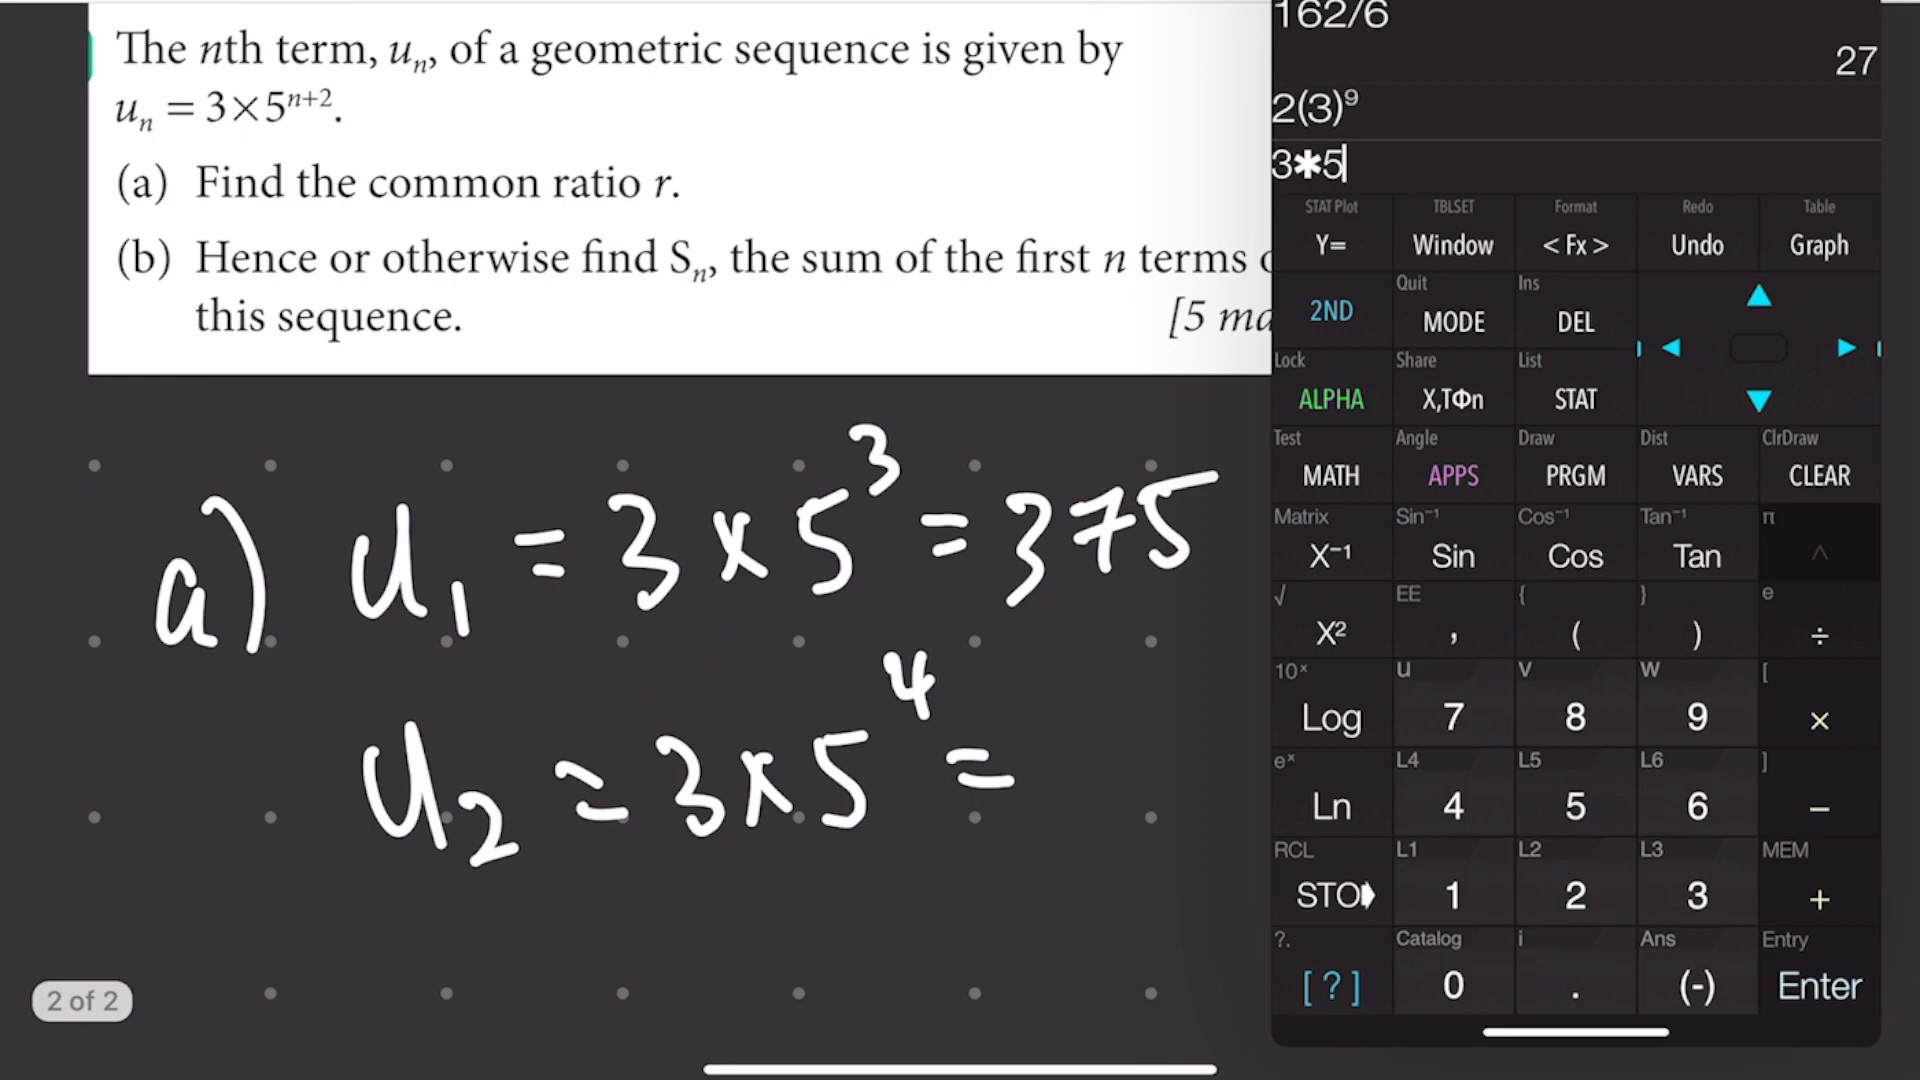 The nth term, uₙ, of a geometric sequence is given by
uₙ = 3×5ⁿ⁺².
(a) Find the common ratio r.
(b) Hence or otherwise find Sₙ, the sum of the first n terms
this sequence. [5 ma
a) u₁ = 3 × 5³ = 375
u₂ = 3 × 5⁴ =
2 of 2
162/6
27
2(3)⁹
3✱5
STAT Plot TBLSET Format Redo Table
Y= Window < Fx > Undo Graph
Quit Ins
2ND MODE DEL
Lock Share List
ALPHA X,TΦn STAT
Test Angle Draw Dist ClrDraw
MATH APPS PRGM VARS CLEAR
Matrix Sin⁻¹ Cos⁻¹ Tan⁻¹ π
X⁻¹ Sin Cos Tan ^
√ EE { } e
X² , ( ) ÷
10ˣ u v w [
Log 7 8 9 ×
eˣ L4 L5 L6 ]
Ln 4 5 6 −
RCL L1 L2 L3 MEM
STO 1 2 3 +
?. Catalog i Ans Entry
[ ? ] 0 . (-) Enter